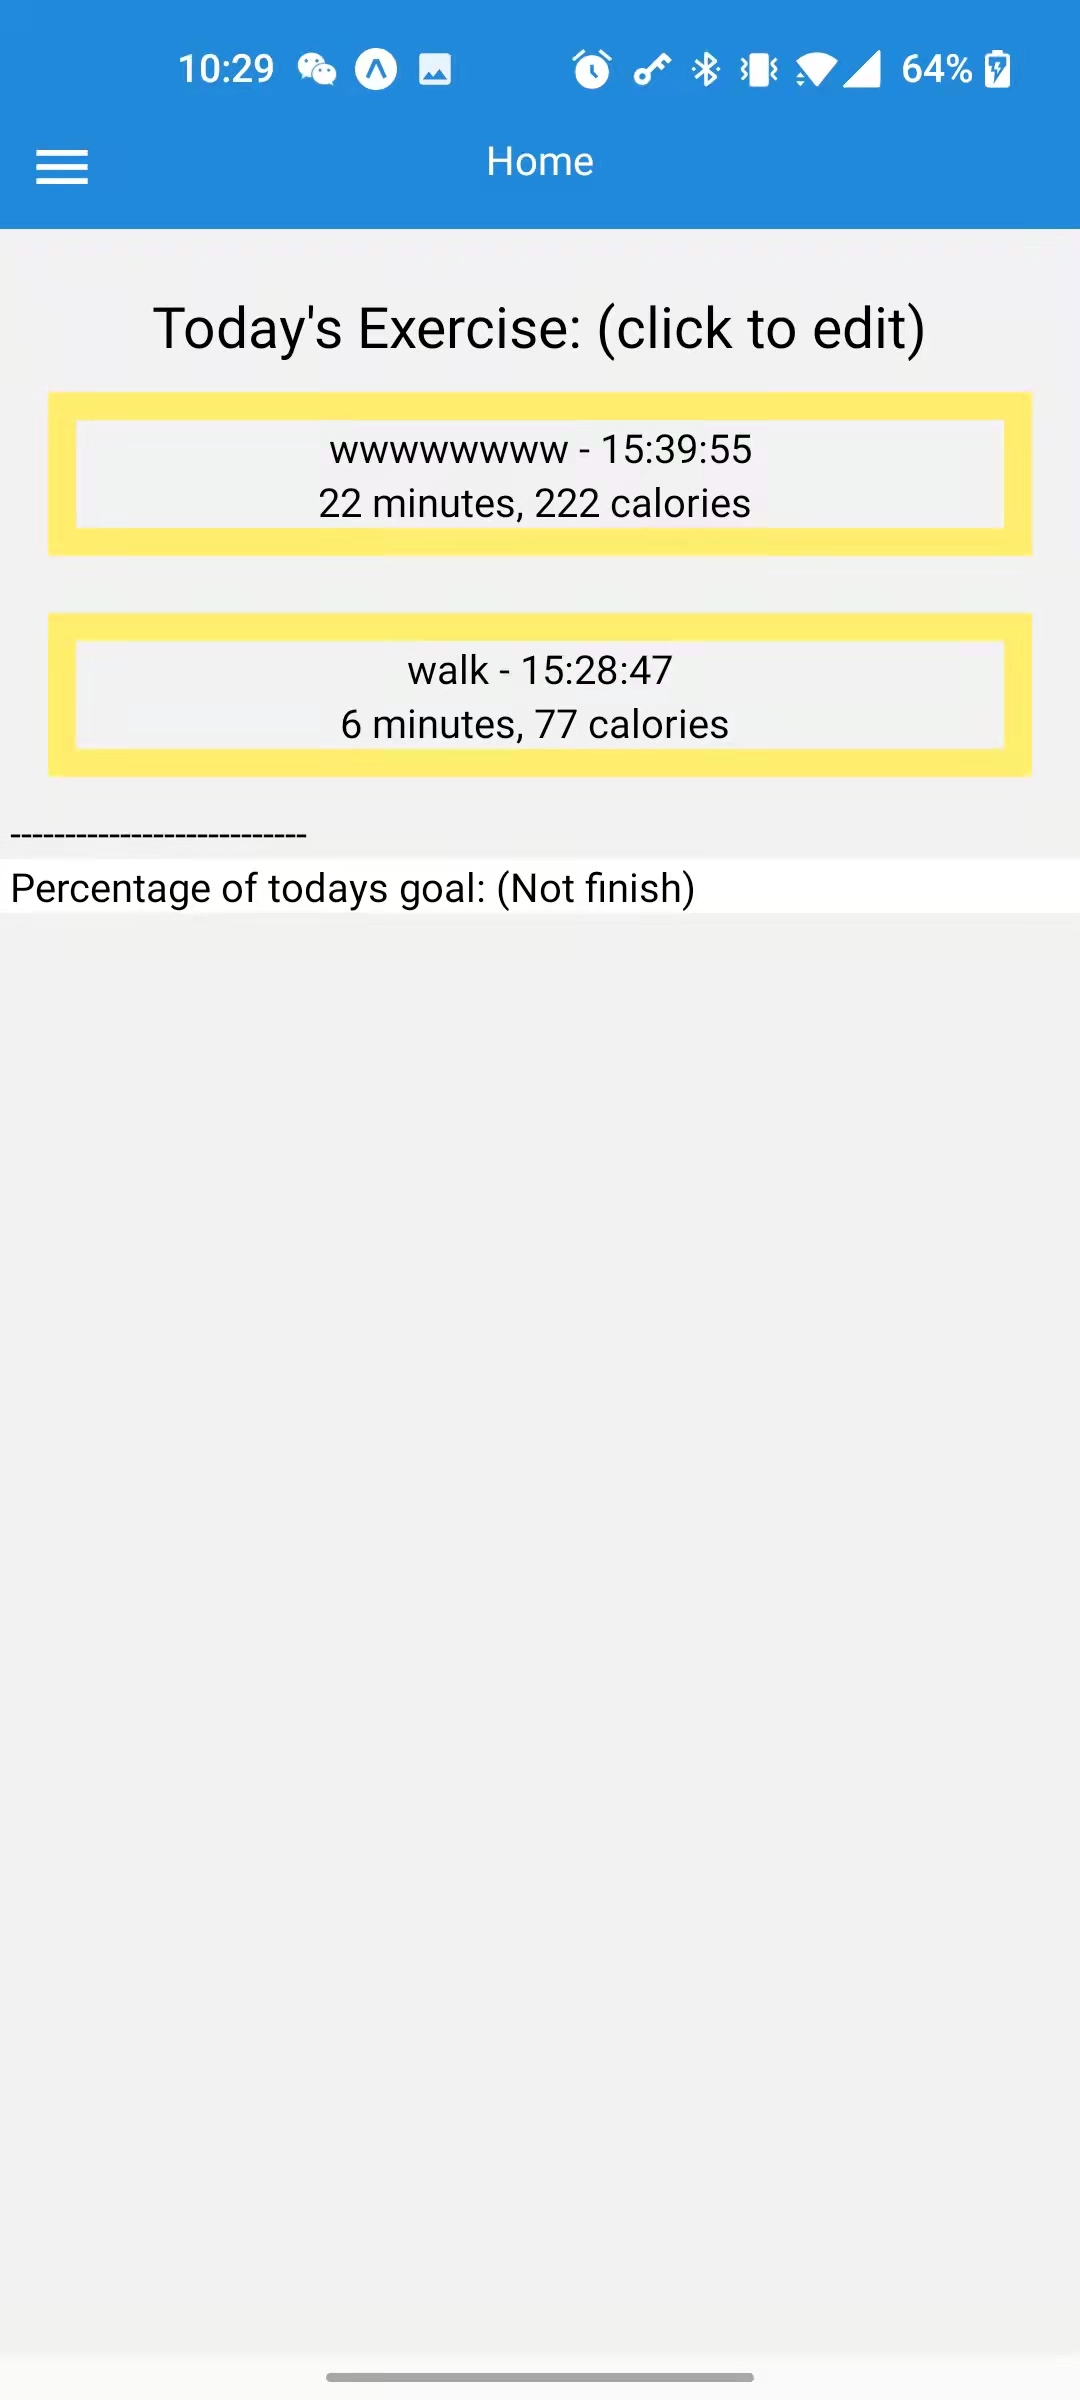 10:29
64%
Home
Today's Exercise: (click to edit)
wwwwwwww - 15:39:55
22 minutes, 222 calories
walk - 15:28:47
6 minutes, 77 calories
---------------------------
Percentage of todays goal: (Not finish)